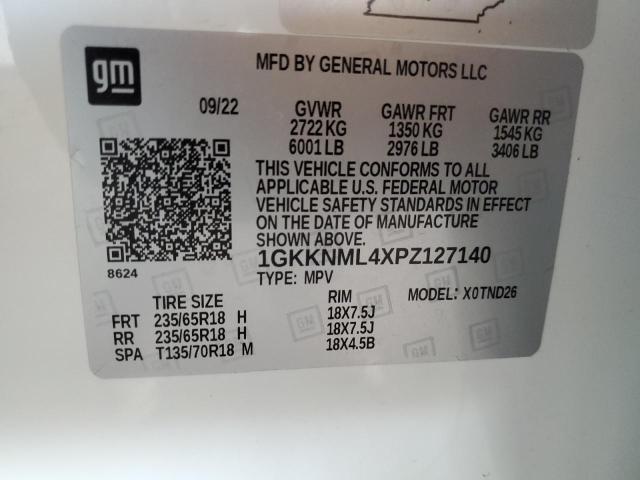 gm
MFD BY GENERAL MOTORS LLC
09/22 GVWR GAWR FRT GAWR RR
2722 KG 1350 KG 1545 KG
6001 LB 2976 LB 3406 LB
THIS VEHICLE CONFORMS TO ALL
APPLICABLE U.S. FEDERAL MOTOR
VEHICLE SAFETY STANDARDS IN EFFECT
ON THE DATE OF MANUFACTURE
SHOWN ABOVE.
1GKKNML4XPZ127140
8624
TYPE: MPV
MODEL: X0TND26
TIRE SIZE RIM
FRT 235/65R18 H 18X7.5J
RR 235/65R18 H 18X7.5J
SPA T135/70R18 M 18X4.5B